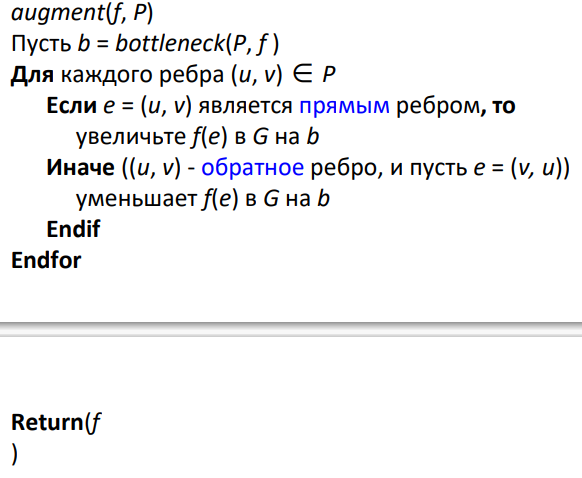 augment(f, P)
Пусть b = bottleneck(P, f )
Для каждого ребра (u, v) ∈ P
Если e = (u, v) является прямым ребром, то
увеличьте f(e) в G на b
Иначе ((u, v) - обратное ребро, и пусть e = (v, u))
уменьшает f(e) в G на b
Endif
Endfor
Return(f
)